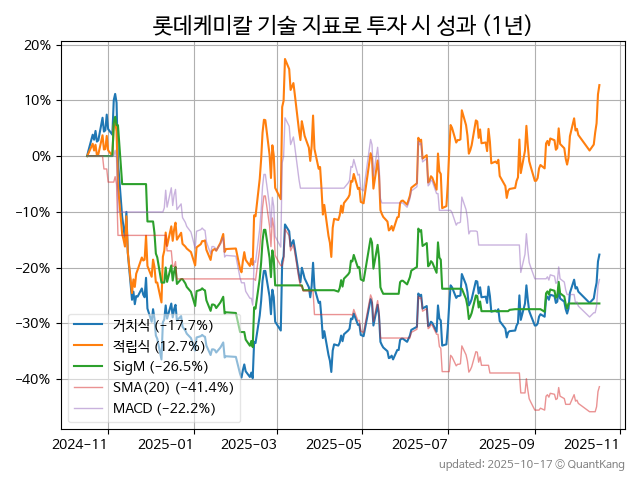 롯데케미칼 기술 지표로 투자 시 성과 (1년)
20%
10%
0%
−10%
−20%
−30%
−40%
거치식 (−17.7%)
적립식 (12.7%)
SigM (−26.5%)
SMA(20) (−41.4%)
MACD (−22.2%)
2024-11
2025-01
2025-03
2025-05
2025-07
2025-09
2025-11
updated: 2025-10-17 © QuantKang